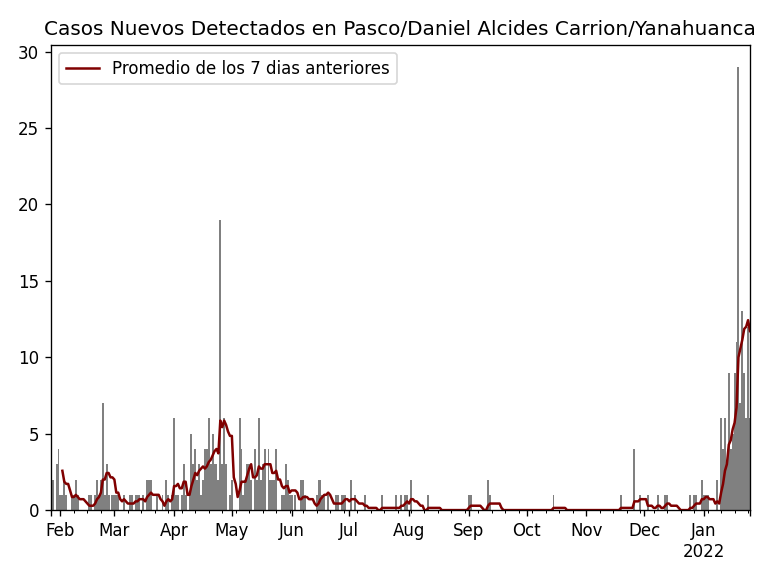 Casos Nuevos Detectados en Pasco/Daniel Alcides Carrion/Yanahuanca
Promedio de los 7 dias anteriores
30
25
20
15
10
5
0
Feb Mar Apr May Jun Jul Aug Sep Oct Nov Dec Jan
2022